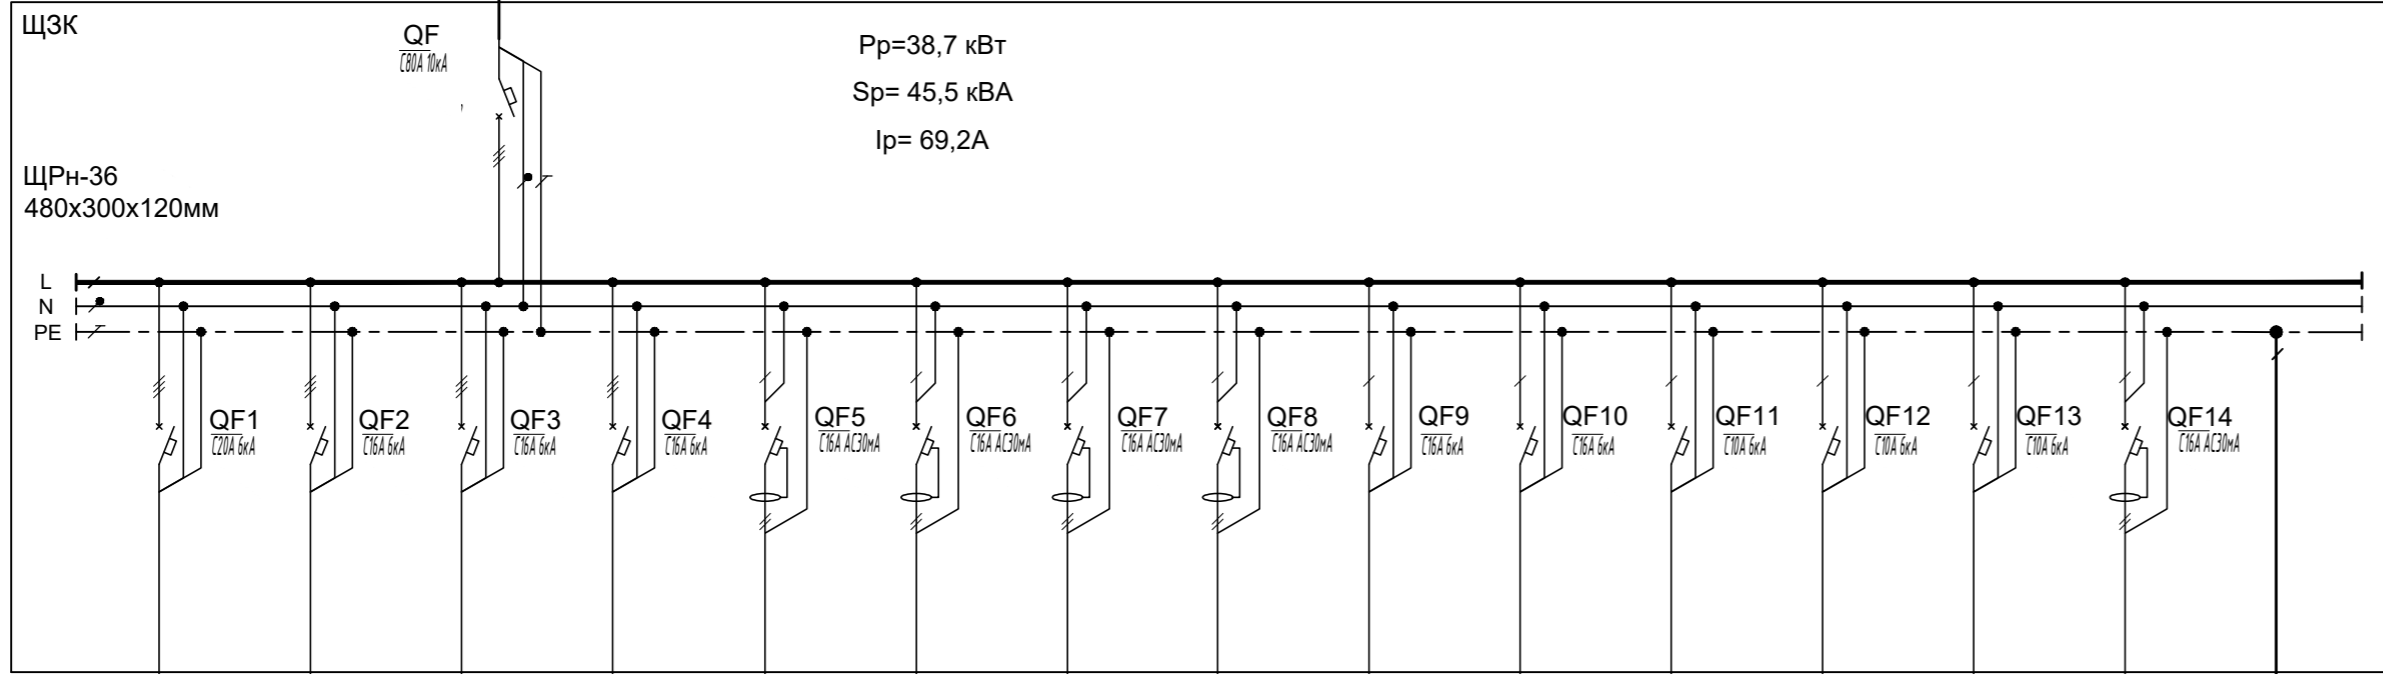 ЩЗК
QF
C80A 10кА
Рр=38,7 кВт
Sp= 45,5 кВА
Iр= 69,2А
ЩРн-36
480х300х120мм
L
N
PE
QF1
C20A 6кА
QF2
C16A 6кА
QF3
C16A 6кА
QF4
C16A 6кА
QF5
C16A AC30мА
QF6
C16A AC30мА
QF7
C16A AC30мА
QF8
C16A AC30мА
QF9
C16A 6кА
QF10
C16A 6кА
QF11
C10A 6кА
QF12
C10A 6кА
QF13
C10A 6кА
QF14
C16A AC30мА